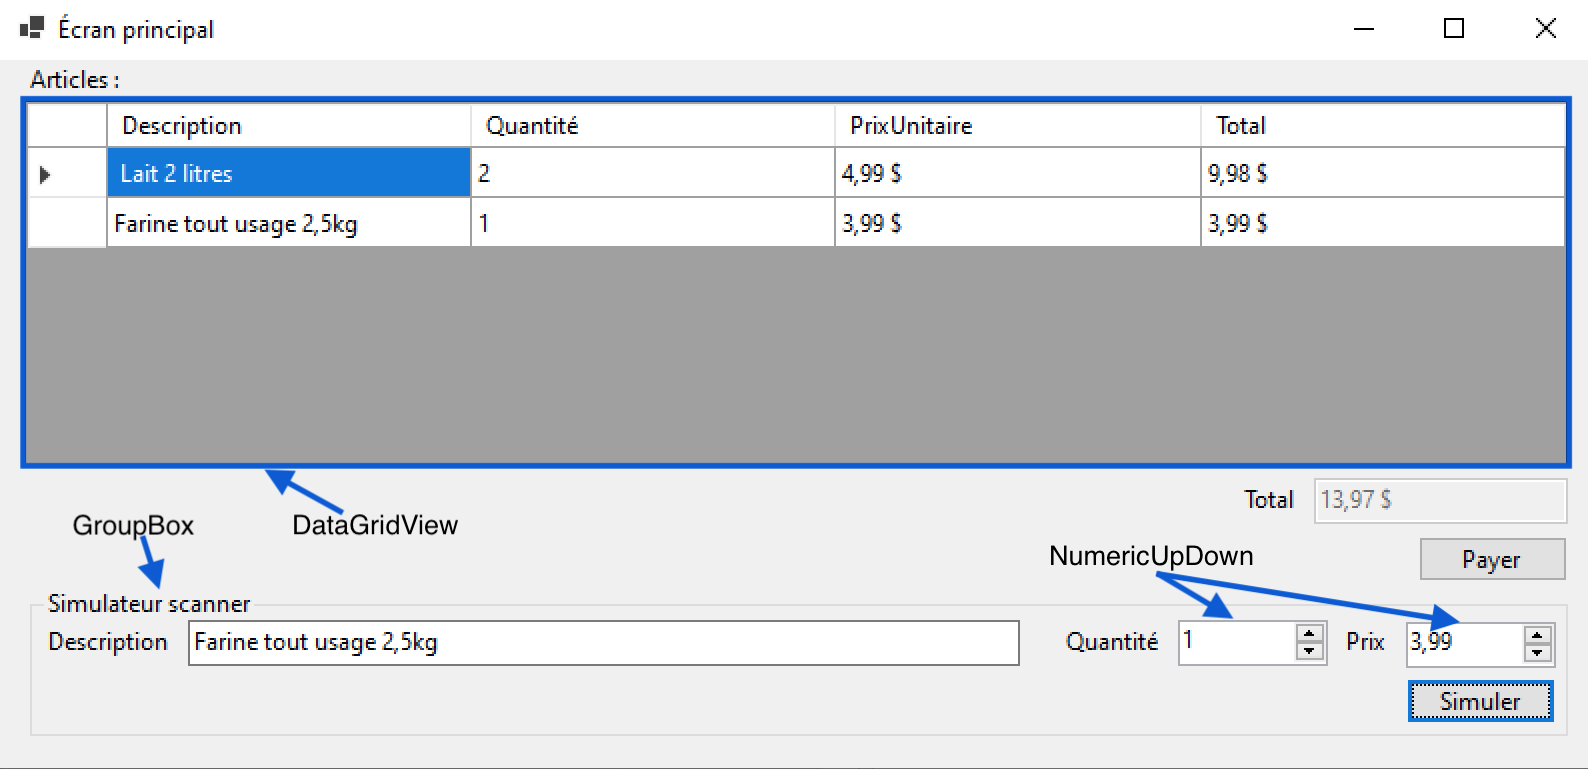 Écran principal
Articles :
Description Quantité PrixUnitaire Total
Lait 2 litres 2 4,99 $ 9,98 $
Farine tout usage 2,5kg 1 3,99 $ 3,99 $
Total 13,97 $
GroupBox DataGridView
NumericUpDown Payer
Simulateur scanner
Description Farine tout usage 2,5kg Quantité 1 Prix 3,99
Simuler